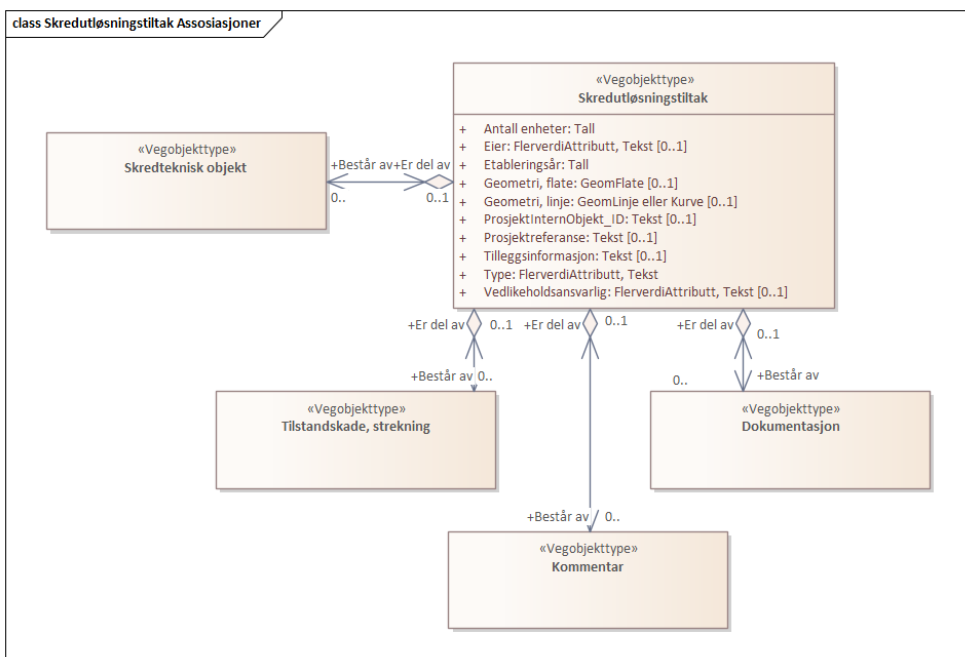 class Skredutløsningstiltak Assosiasjoner
«Vegobjekttype»
Skredutløsningstiltak
+ Antall enheter: Tall
+ Eier: FlerverdiAttributt, Tekst [0..1]
+ Etableringsår: Tall
+ Geometri, flate: GeomFlate [0..1]
+ Geometri, linje: GeomLinje eller Kurve [0..1]
+ ProsjektInternObjekt_ID: Tekst [0..1]
+ Prosjektreferanse: Tekst [0..1]
+ Tilleggsinformasjon: Tekst [0..1]
+ Type: FlerverdiAttributt, Tekst
+ Vedlikeholdsansvarlig: FlerverdiAttributt, Tekst [0..1]
«Vegobjekttype»
Skredteknisk objekt
+Består av +Er del av
0.. 0..1
+Er del av 0..1 +Er del av 0..1 +Er del av 0..1
+Består av 0.. 0.. +Består av
«Vegobjekttype»
Tilstandskade, strekning
«Vegobjekttype»
Dokumentasjon
+Består av 0..
«Vegobjekttype»
Kommentar